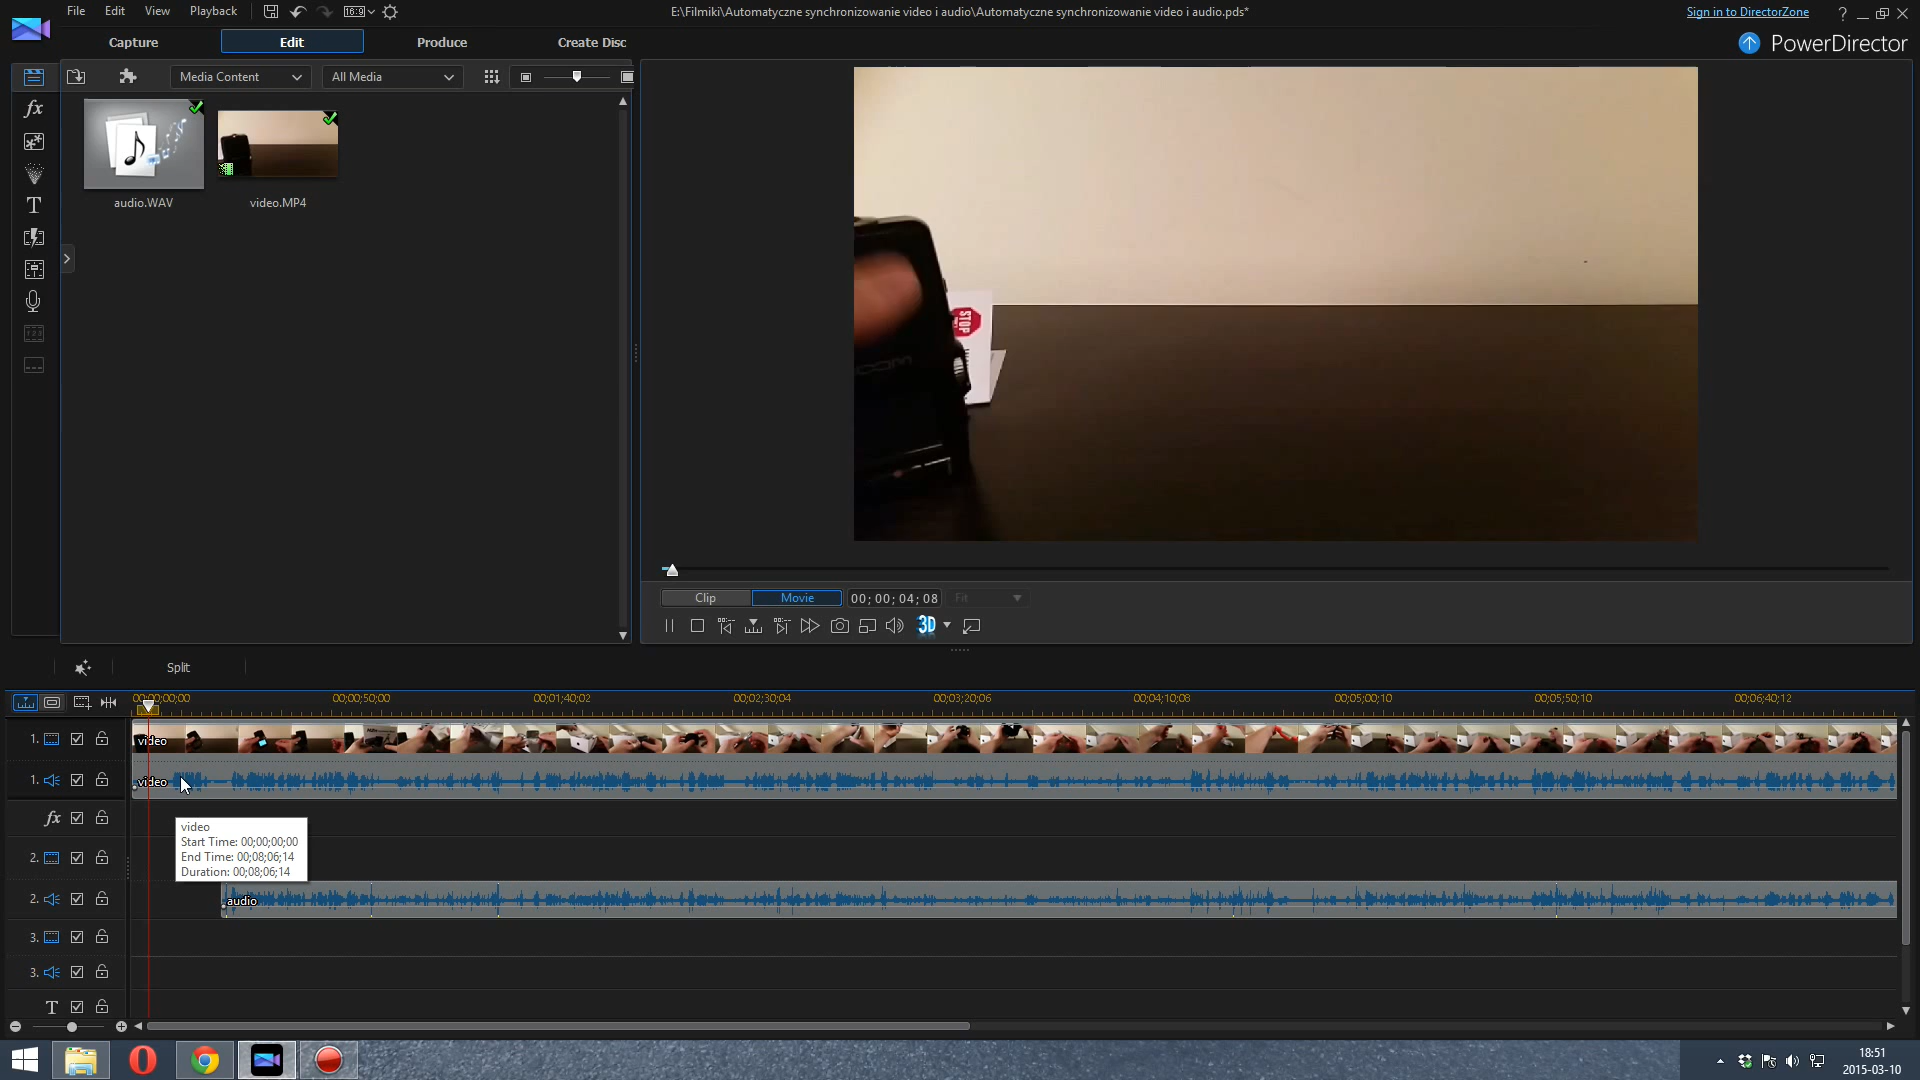 File Edit View Playback 16:9
E:\Filmiki\Automatyczne synchronizowanie video i audio\Automatyczne synchronizowanie video i audio.pds*
Sign in to DirectorZone ?
Capture Edit Produce Create Disc
PowerDirector
Media Content All Media
fx
T
audio.WAV video.MP4
STOP
Clip Movie 00; 00; 04; 08 Fit
3D
Split
00;00;00;00 00;00;50;00 00;01;40;02 00;02;30;04 00;03;20;06 00;04;10;08 00;05;00;10 00;05;50;10 00;06;40;12
1. video
1. video
fx
video
Start Time: 00;00;00;00
End Time: 00;08;06;14
Duration: 00;08;06;14
2.
2. audio
3.
3.
T
18:51
2015-03-10